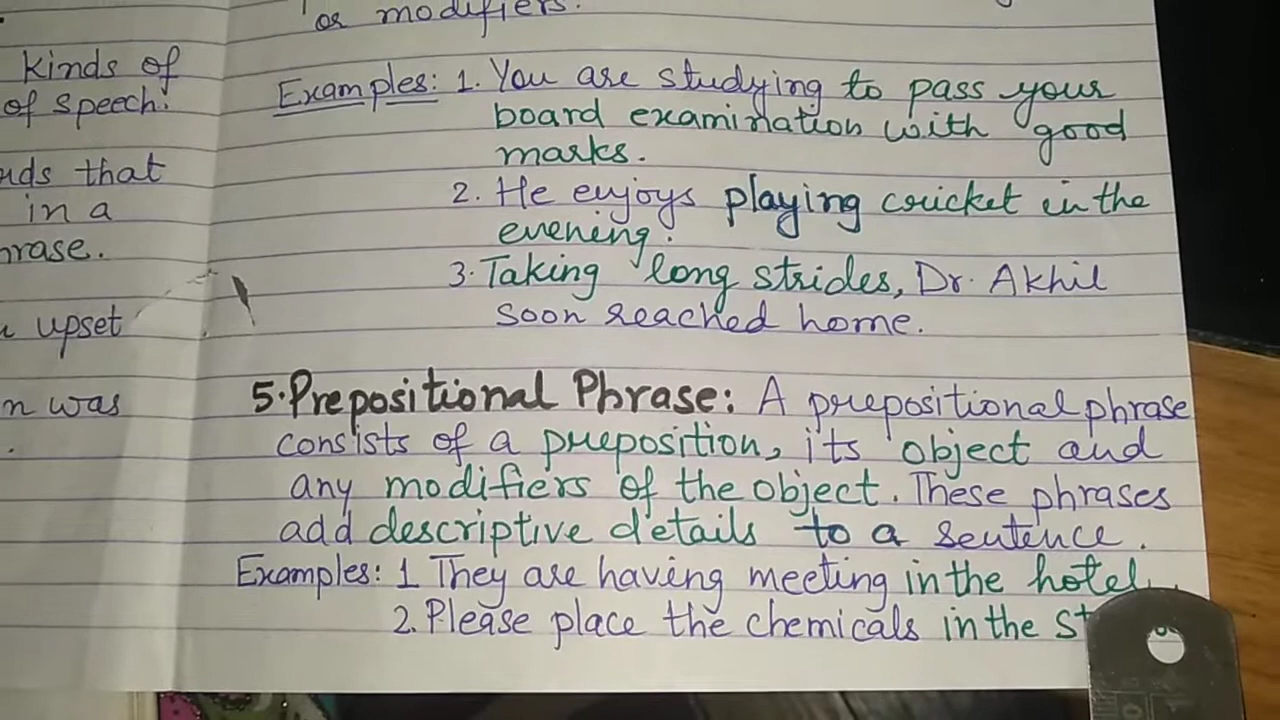 kinds of
of speech.
that
in a
upset
was
or modifiers.
Examples: 1. You are studying to pass your
board examination with good
marks.
2. He enjoys playing cricket in the
evening.
3. Taking long strides, Dr. Akhil
soon reached home.
5. Prepositional Phrase: A prepositional phrase
consists of a preposition, its object and
any modifiers of the object. These phrases
add descriptive details to a sentence.
Examples: 1 They are having meeting in the hotel.
2. Please place the chemicals in the